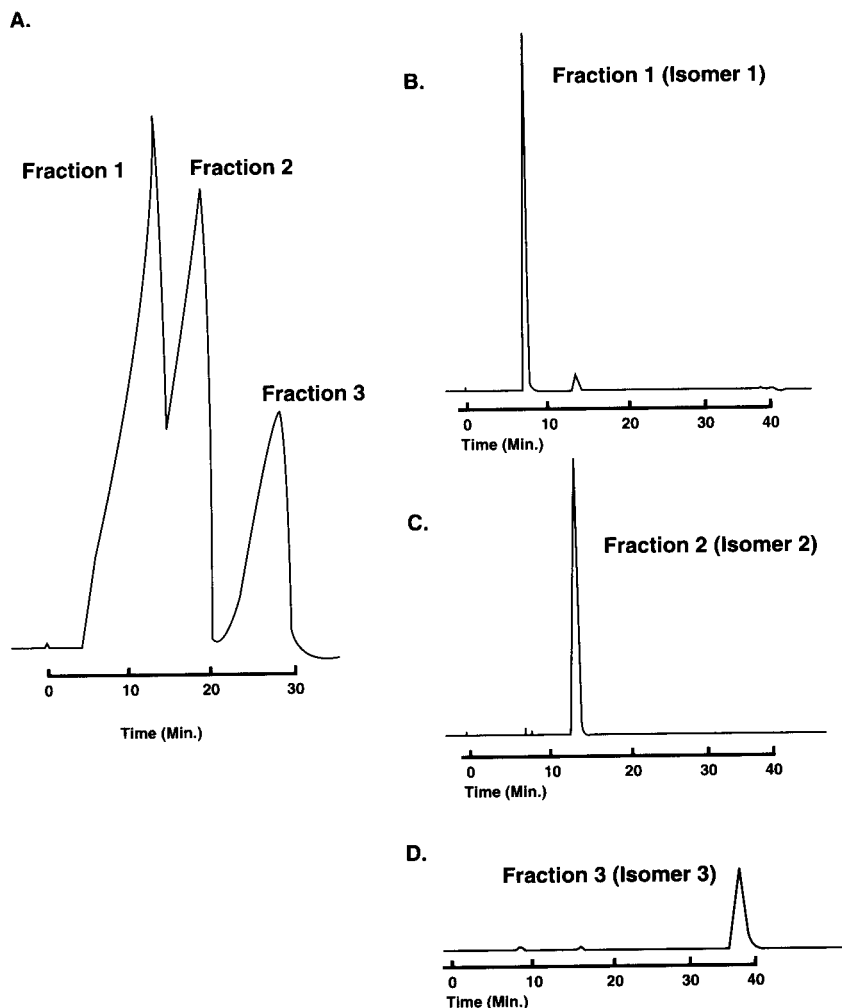 A.
Fraction 1
Fraction 2
Fraction 3
0 10 20 30
Time (Min.)
B.
Fraction 1 (Isomer 1)
0 10 20 30 40
Time (Min.)
C.
Fraction 2 (Isomer 2)
0 10 20 30 40
Time (Min.)
D.
Fraction 3 (Isomer 3)
0 10 20 30 40
Time (Min.)